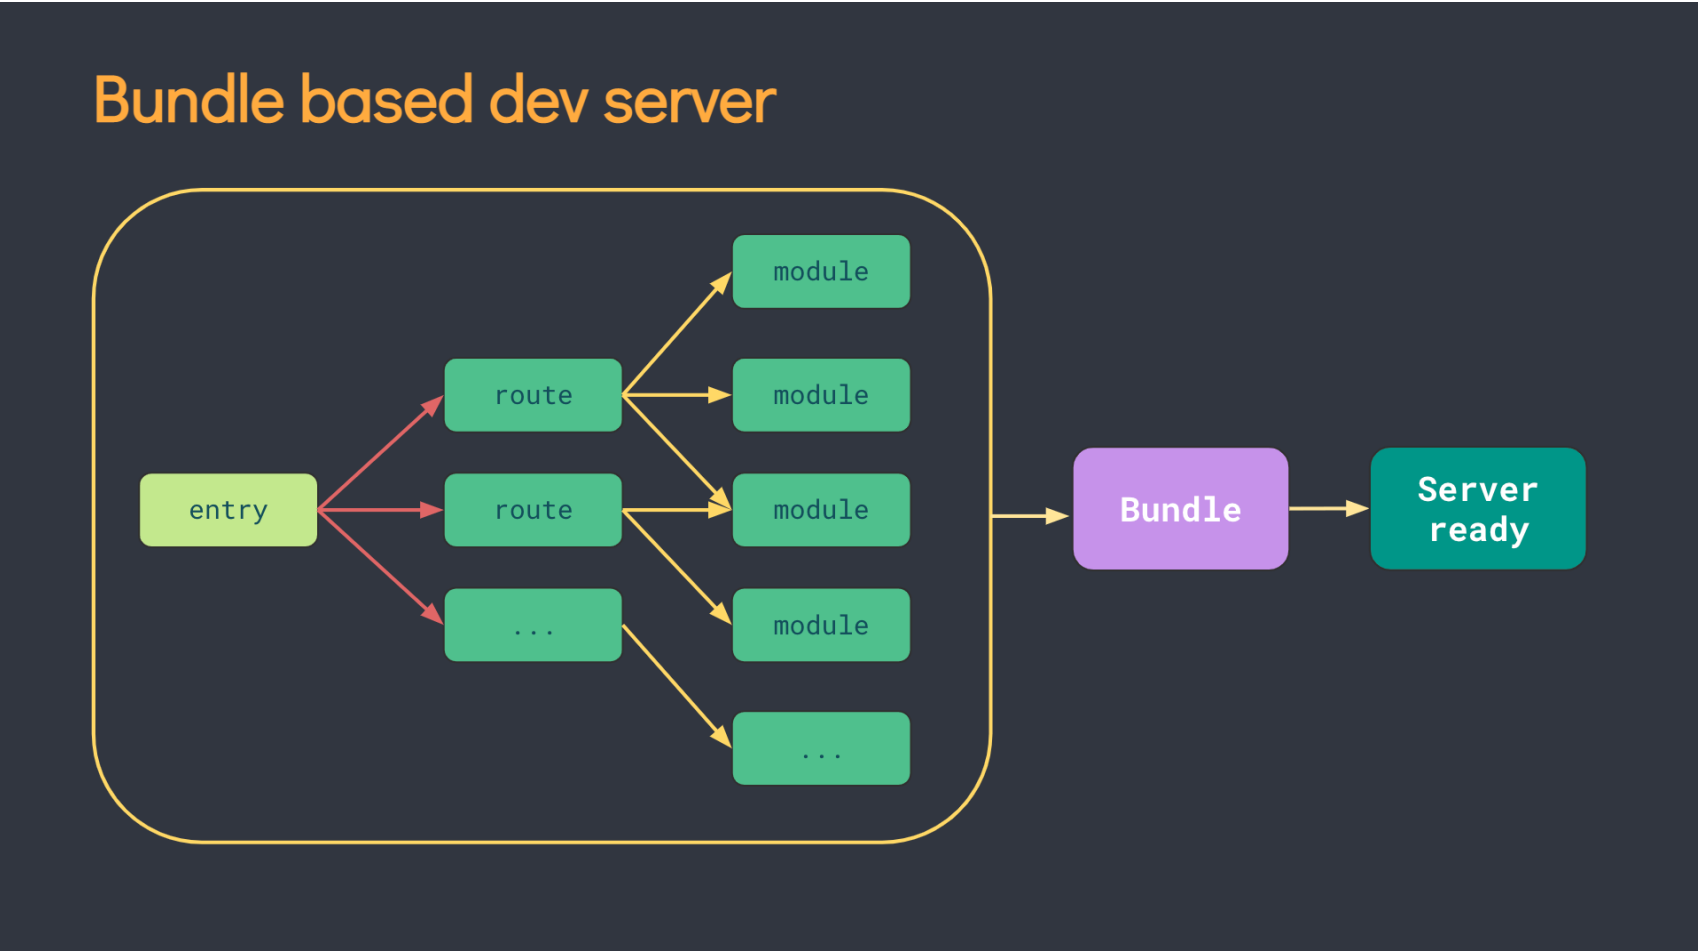 Bundle based dev server
module
route
module
entry
route
module
Bundle
Server
ready
...
module
...